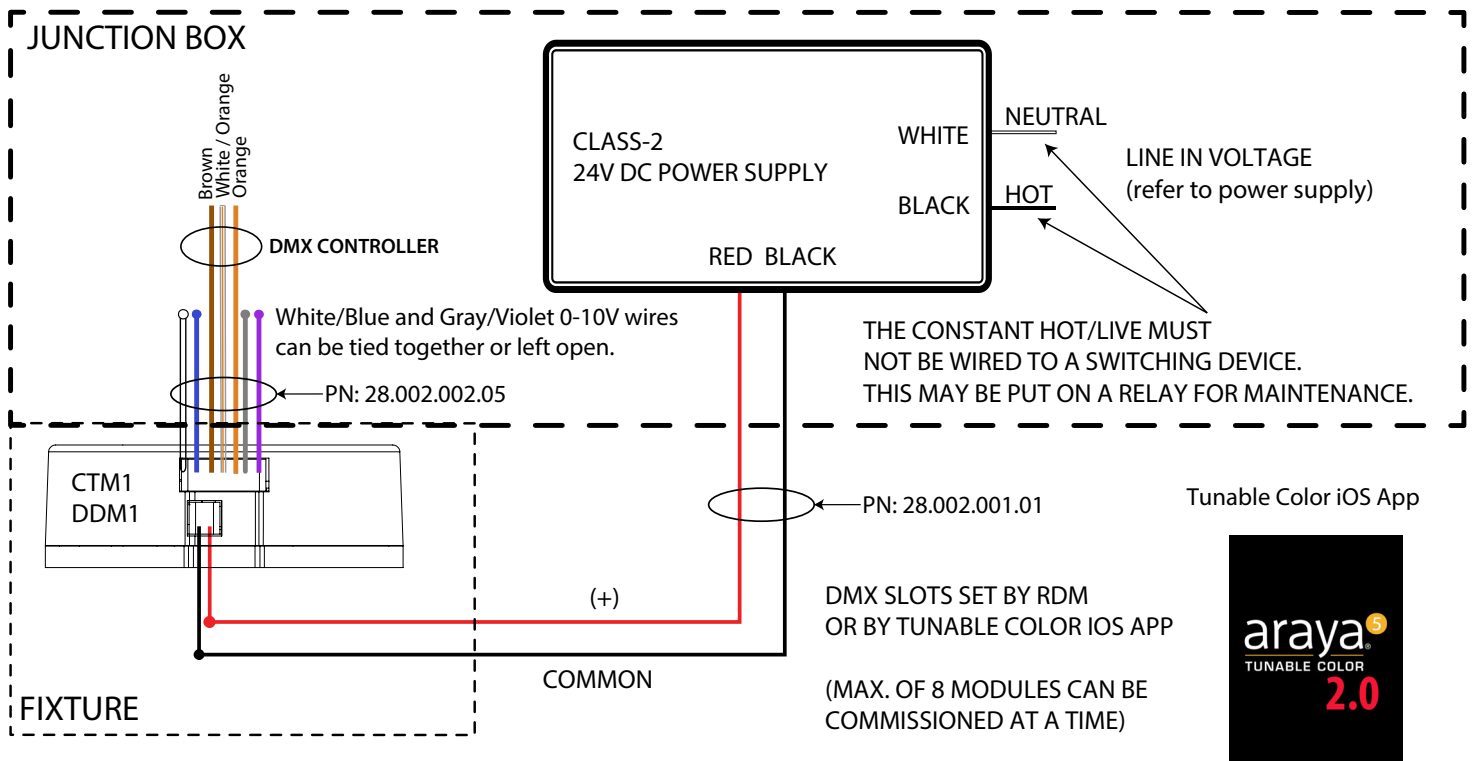 JUNCTION BOX
Brown
White / Orange
Orange
DMX CONTROLLER
White/Blue and Gray/Violet 0-10V wires
can be tied together or left open.
PN: 28.002.002.05
CLASS-2
24V DC POWER SUPPLY
WHITE
BLACK
RED BLACK
NEUTRAL
HOT
LINE IN VOLTAGE
(refer to power supply)
THE CONSTANT HOT/LIVE MUST
NOT BE WIRED TO A SWITCHING DEVICE.
THIS MAY BE PUT ON A RELAY FOR MAINTENANCE.
CTM1
DDM1
PN: 28.002.001.01
(+)
COMMON
FIXTURE
DMX SLOTS SET BY RDM
OR BY TUNABLE COLOR IOS APP
(MAX. OF 8 MODULES CAN BE
COMMISSIONED AT A TIME)
Tunable Color iOS App
araya® 5
TUNABLE COLOR
2.0